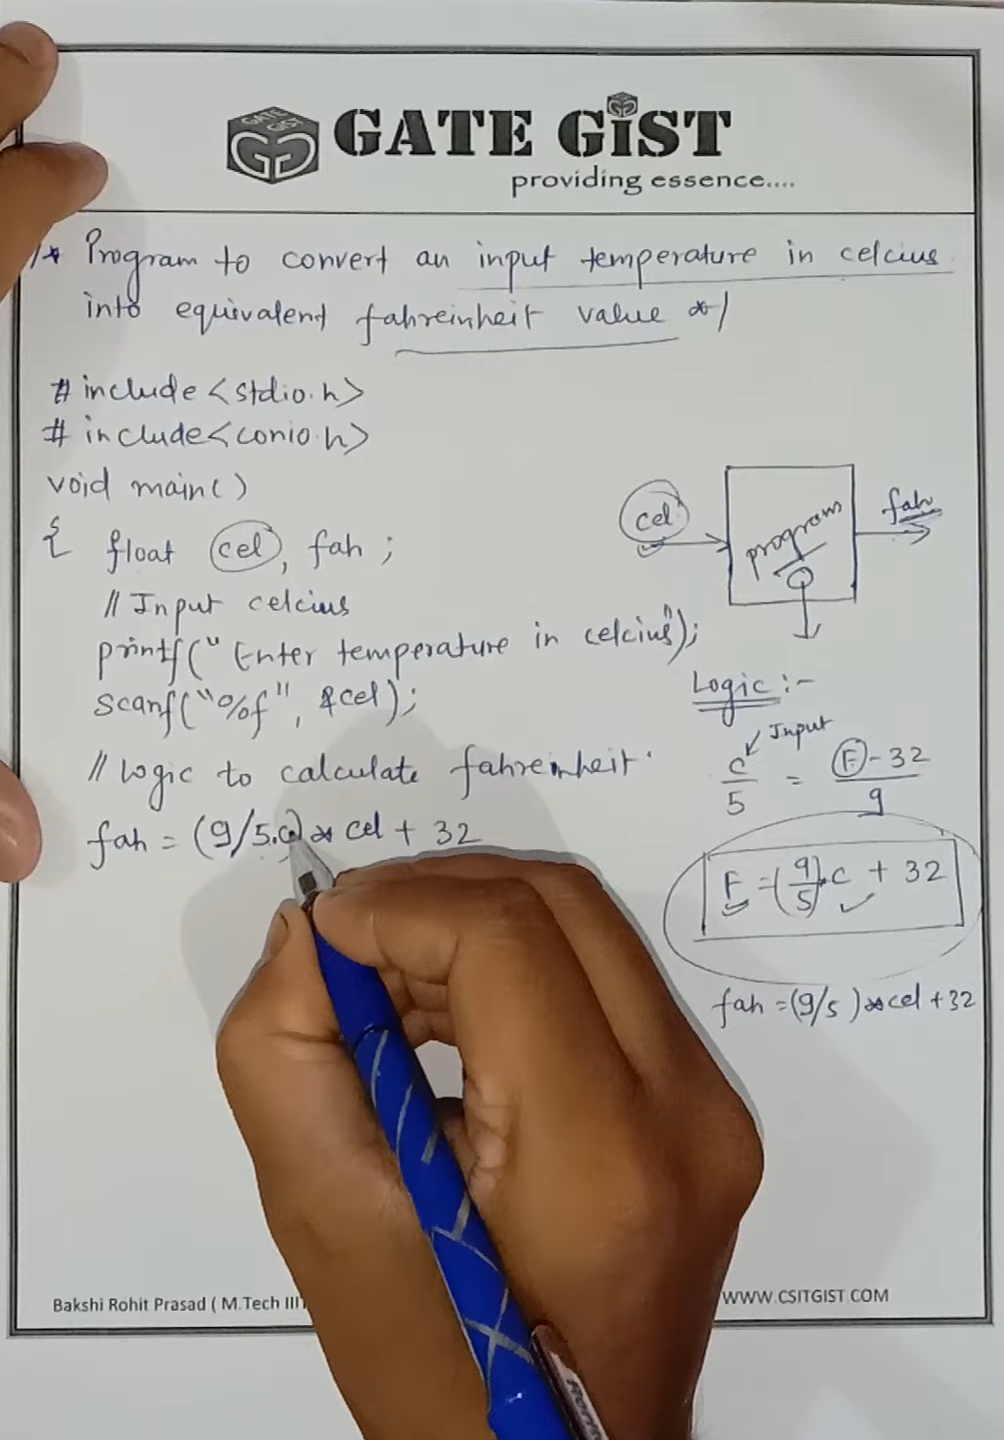 GATE GIST
providing essence....
/* Program to convert an input temperature in celcius
into equivalent fahreinheit value */
# include <stdio.h>
# include <conio.h>
void main()
{ float cel, fah ;
// Input celcius
printf(" Enter temperature in celcius");
scanf("%f", &cel);
// logic to calculate fahreinheit.
fah = (9/5.0) * cel + 32
cel
program
fah
Logic :-
Input
C/5 = F-32/9
F = (9/5).C + 32
fah = (9/5) * cel + 32
Bakshi Rohit Prasad ( M.Tech III
WWW.CSITGIST.COM